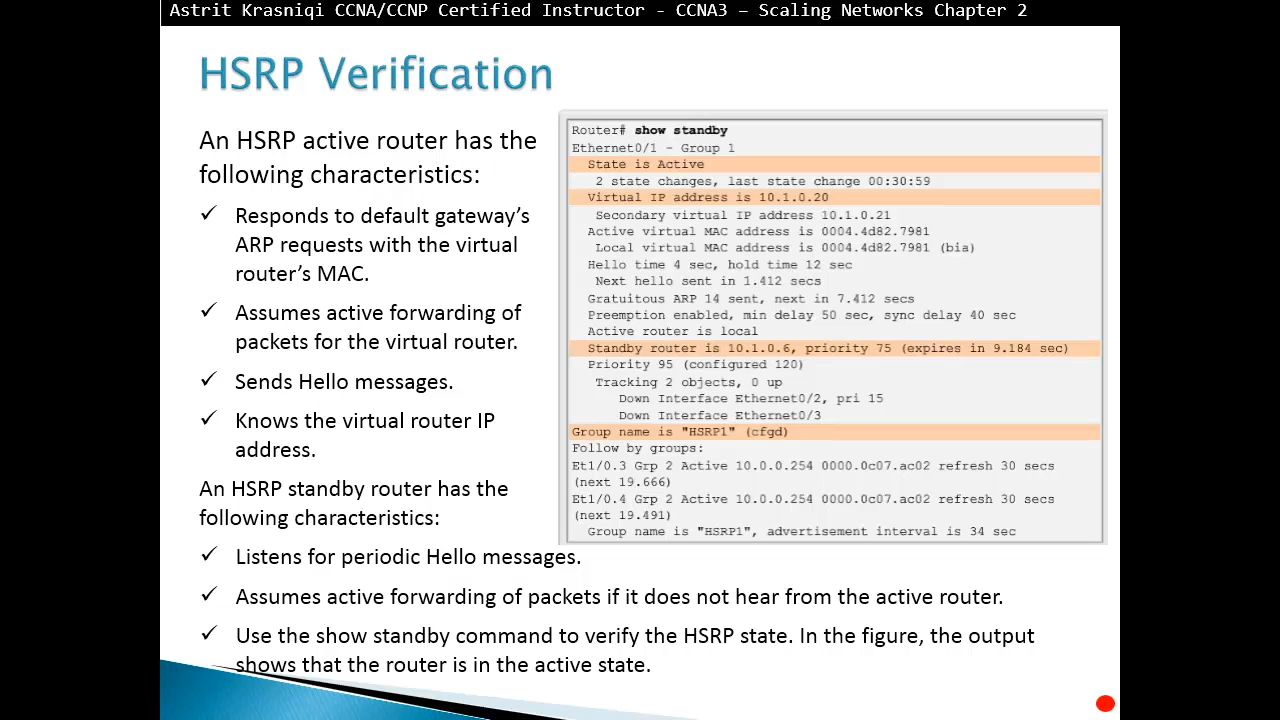 Astrit Krasniqi CCNA/CCNP Certified Instructor - CCNA3 – Scaling Networks Chapter 2
HSRP Verification
An HSRP active router has the
following characteristics:
✓ Responds to default gateway's
ARP requests with the virtual
router's MAC.
✓ Assumes active forwarding of
packets for the virtual router.
✓ Sends Hello messages.
✓ Knows the virtual router IP
address.
An HSRP standby router has the
following characteristics:
✓ Listens for periodic Hello messages.
✓ Assumes active forwarding of packets if it does not hear from the active router.
✓ Use the show standby command to verify the HSRP state. In the figure, the output
shows that the router is in the active state.
Router# show standby
Ethernet0/1 - Group 1
State is Active
2 state changes, last state change 00:30:59
Virtual IP address is 10.1.0.20
Secondary virtual IP address 10.1.0.21
Active virtual MAC address is 0004.4d82.7981
Local virtual MAC address is 0004.4d82.7981 (bia)
Hello time 4 sec, hold time 12 sec
Next hello sent in 1.412 secs
Gratuitous ARP 14 sent, next in 7.412 secs
Preemption enabled, min delay 50 sec, sync delay 40 sec
Active router is local
Standby router is 10.1.0.6, priority 75 (expires in 9.184 sec)
Priority 95 (configured 120)
Tracking 2 objects, 0 up
Down Interface Ethernet0/2, pri 15
Down Interface Ethernet0/3
Group name is "HSRP1" (cfgd)
Follow by groups:
Et1/0.3 Grp 2 Active 10.0.0.254 0000.0c07.ac02 refresh 30 secs
(next 19.666)
Et1/0.4 Grp 2 Active 10.0.0.254 0000.0c07.ac02 refresh 30 secs
(next 19.491)
Group name is "HSRP1", advertisement interval is 34 sec